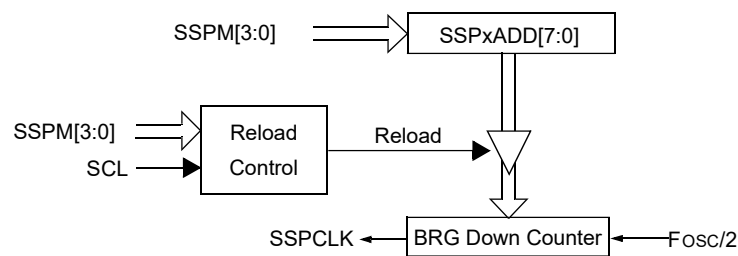 SSPM[3:0]
SSPxADD[7:0]
SSPM[3:0]
SCL
Reload
Control
Reload
SSPCLK
BRG Down Counter
FOSC/2